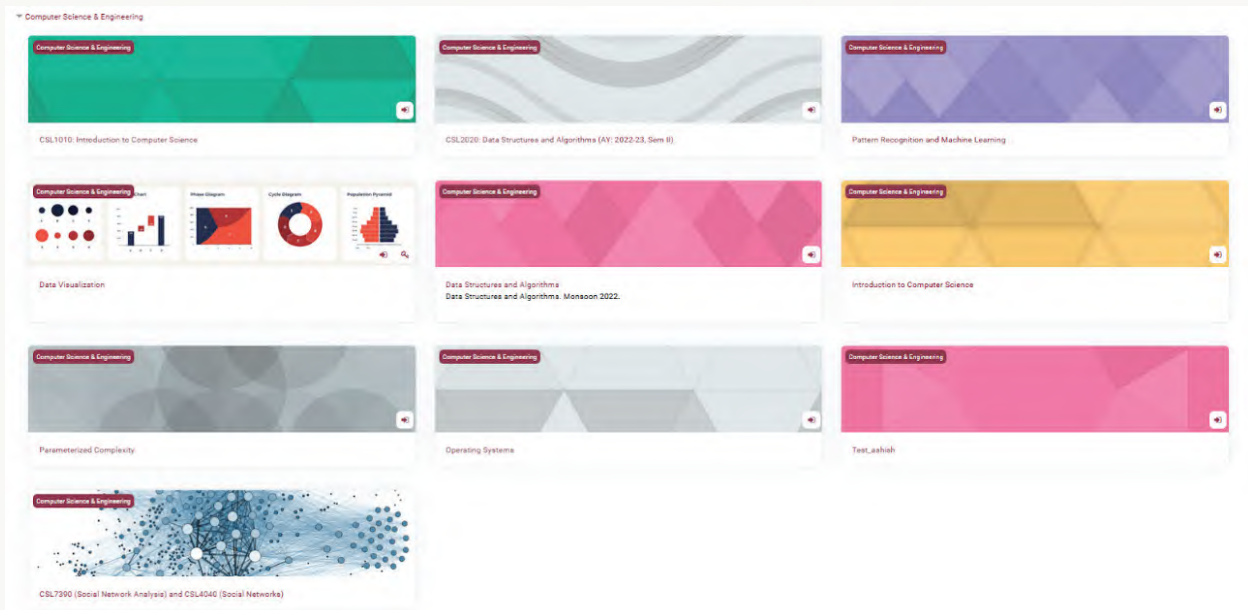 Computer Science & Engineering
Computer Science & Engineering
CSL1010: Introduction to Computer Science
Computer Science & Engineering
CSL2020: Data Structures and Algorithms (AY: 2022-23, Sem II)
Computer Science & Engineering
Pattern Recognition and Machine Learning
Computer Science & Engineering
Chart
Phase Diagram
Cycle Diagram
Population Pyramid
Data Visualization
Computer Science & Engineering
Data Structures and Algorithms
Data Structures and Algorithms. Monsoon 2022.
Computer Science & Engineering
Introduction to Computer Science
Computer Science & Engineering
Parameterized Complexity
Computer Science & Engineering
Operating Systems
Computer Science & Engineering
Test_ashish
Computer Science & Engineering
CSL7390 (Social Network Analysis) and CSL4040 (Social Networks)